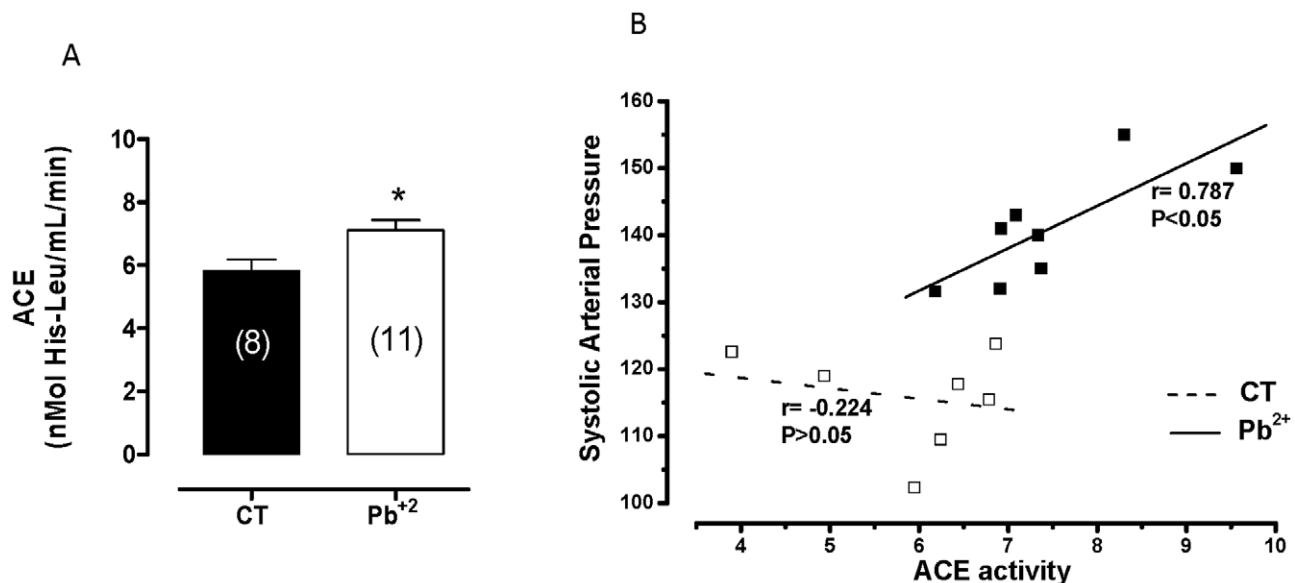 A
ACE
(nMol His-Leu/mL/min)
10
8
6
4
2
0
(8)
*
(11)
CT
Pb⁺²
B
Systolic Arterial Pressure
160
150
140
130
120
110
100
r= 0.787
P<0.05
r= -0.224
P>0.05
CT
Pb²⁺
4
5
6
7
8
9
10
ACE activity